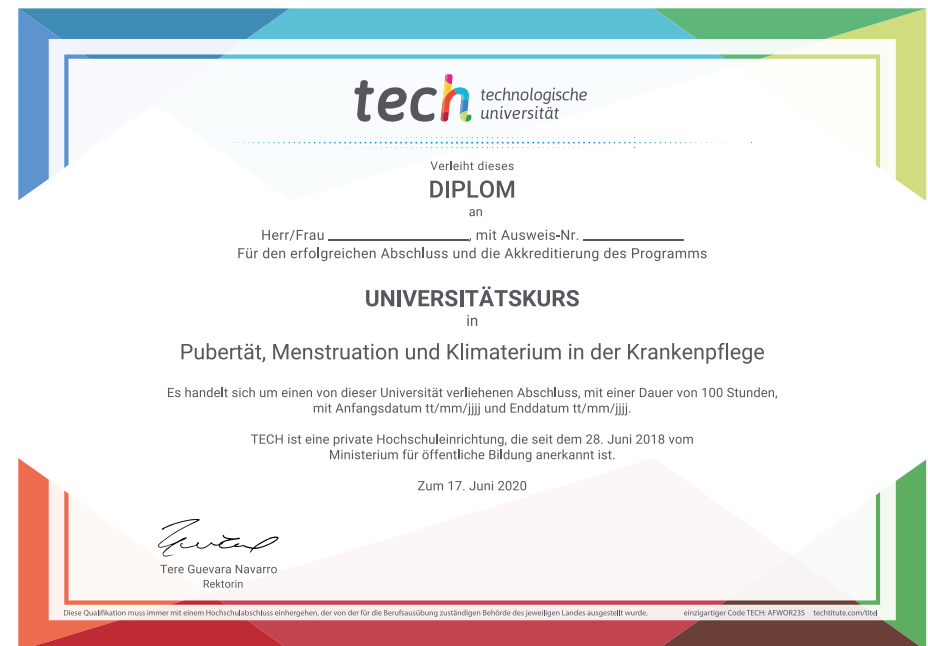 tech technologische
universität
Verleiht dieses
DIPLOM
an
Herr/Frau ____________, mit Ausweis-Nr. ____________
Für den erfolgreichen Abschluss und die Akkreditierung des Programms
UNIVERSITÄTSKURS
in
Pubertät, Menstruation und Klimaterium in der Krankenpflege
Es handelt sich um einen von dieser Universität verliehenen Abschluss, mit einer Dauer von 100 Stunden,
mit Anfangsdatum tt/mm/jjjj und Enddatum tt/mm/jjjj.
TECH ist eine private Hochschuleinrichtung, die seit dem 28. Juni 2018 vom
Ministerium für öffentliche Bildung anerkannt ist.
Zum 17. Juni 2020
Tere Guevara Navarro
Rektorin
Diese Qualifikation muss immer mit einem Hochschulabschluss einhergehen, der von der für die Berufsausübung zuständigen Behörde des jeweiligen Landes ausgestellt wurde. einzigartiger Code TECH: AFWOR23S techtitute.com/titel